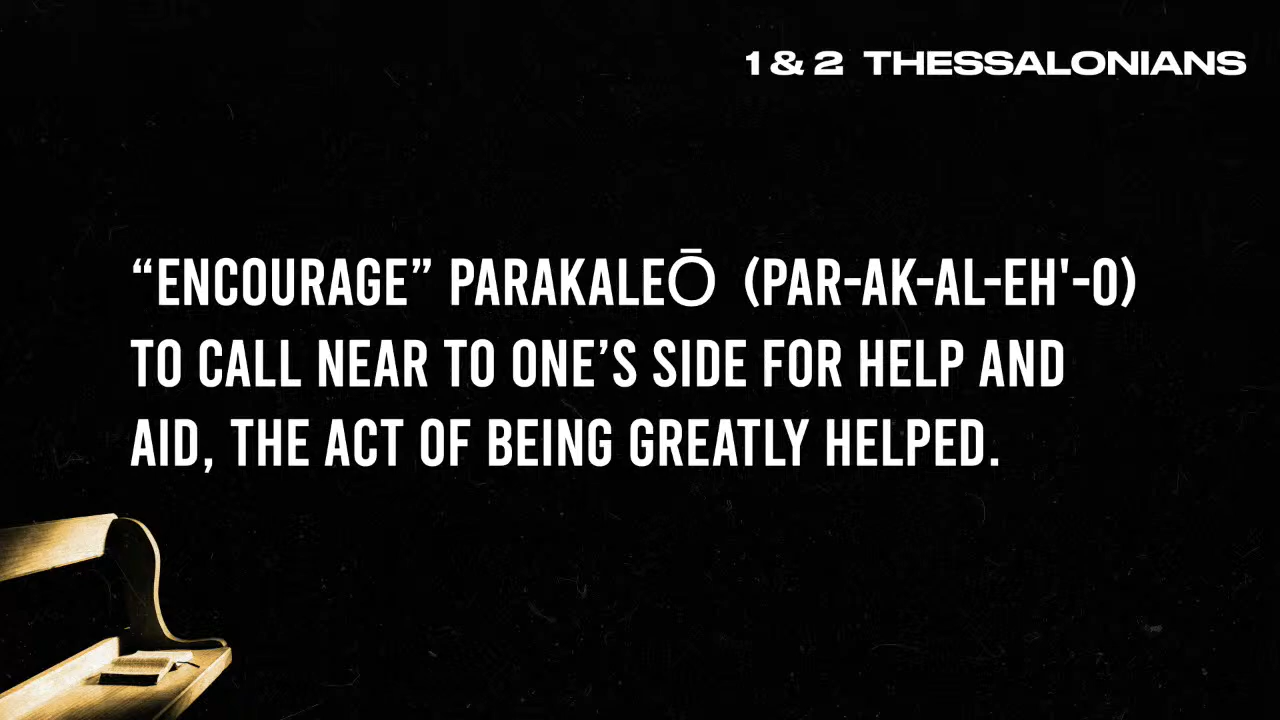 1 & 2 THESSALONIANS
“ENCOURAGE” PARAKALEŌ (PAR-AK-AL-EH'-O)
TO CALL NEAR TO ONE’S SIDE FOR HELP AND
AID, THE ACT OF BEING GREATLY HELPED.